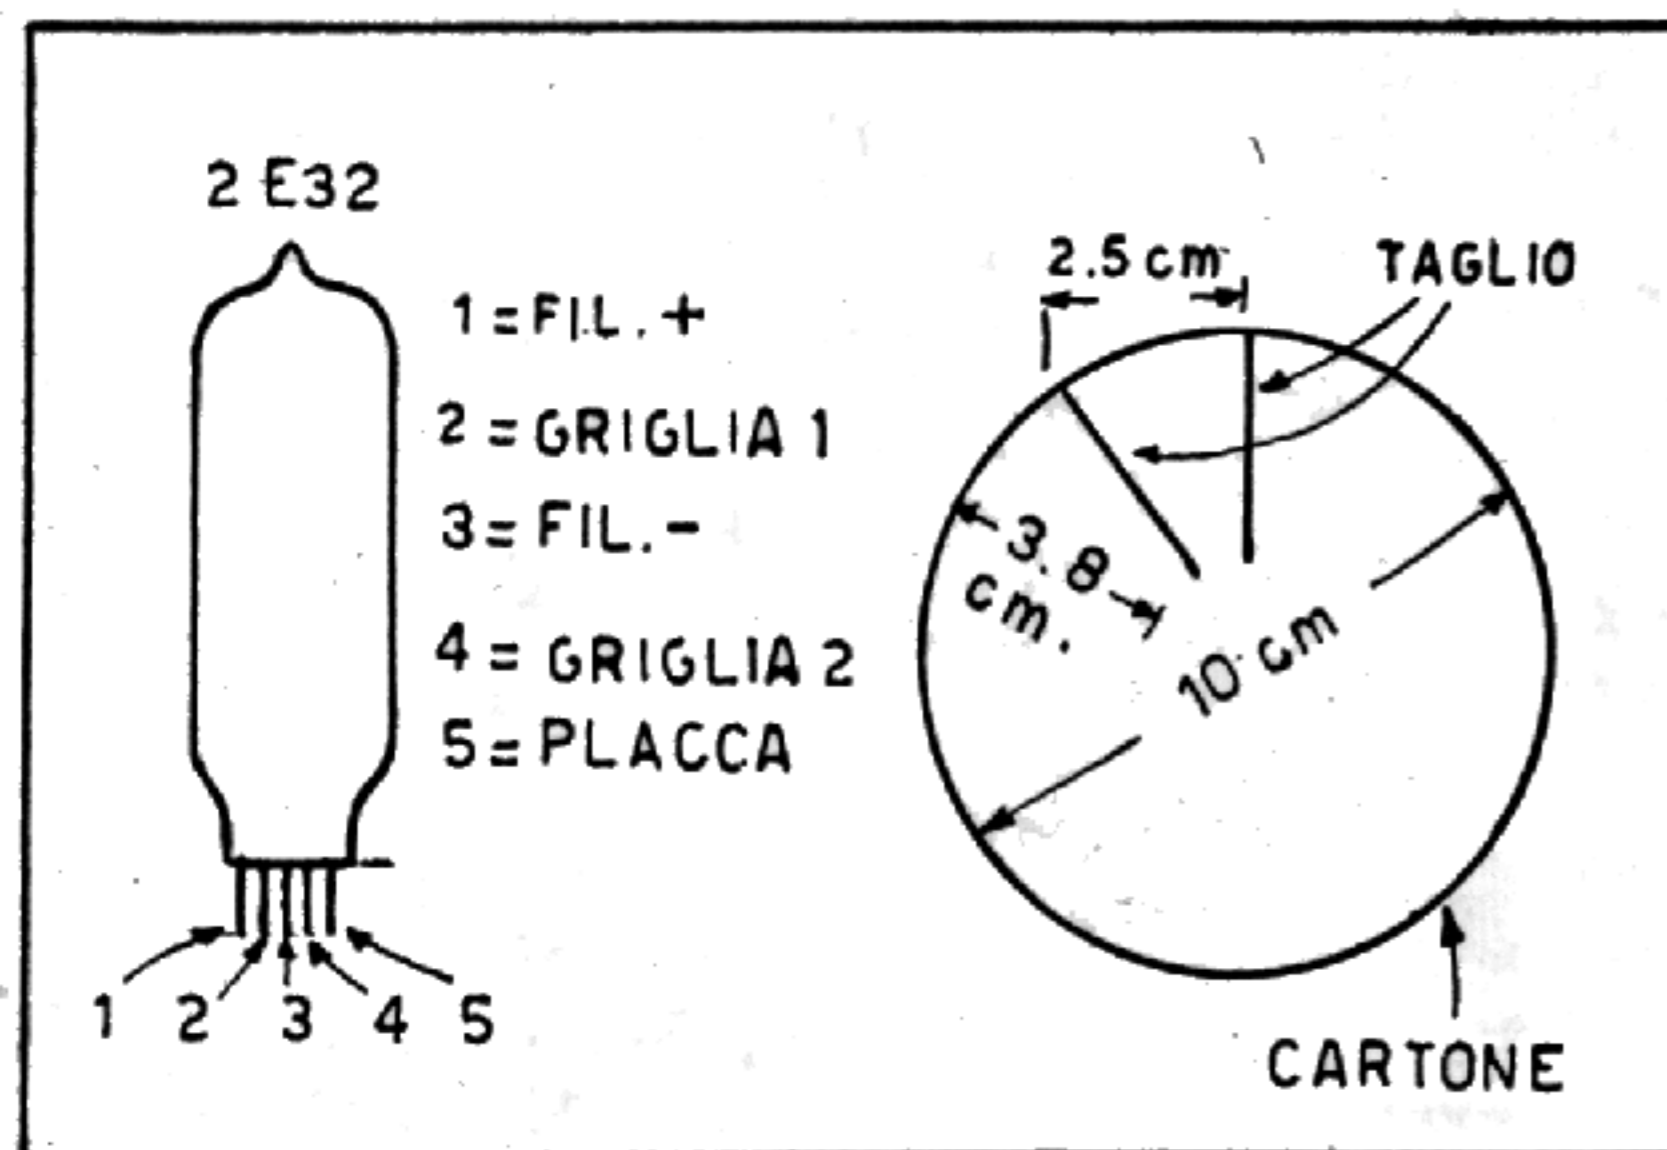 2 E32
1 = FIL. +
2 = GRIGLIA 1
3 = FIL. -
4 = GRIGLIA 2
5 = PLACCA
1 2 3 4 5
2.5 cm
TAGLIO
3.8
cm.
10 cm
CARTONE